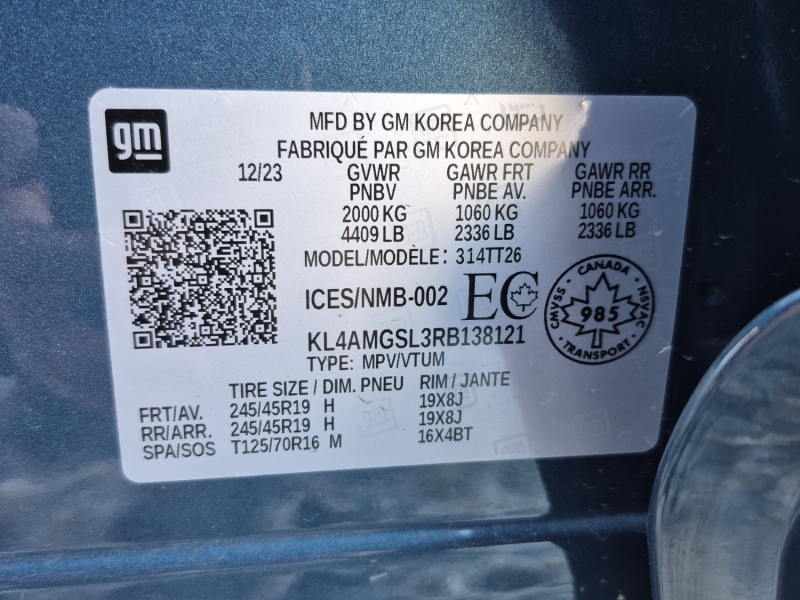 gm
MFD BY GM KOREA COMPANY
FABRIQUÉ PAR GM KOREA COMPANY
12/23 GVWR GAWR FRT GAWR RR
PNBV PNBE AV. PNBE ARR.
2000 KG 1060 KG 1060 KG
4409 LB 2336 LB 2336 LB
MODEL/MODÈLE: 314TT26
ICES/NMB-002 EC
CANADA
CMVSS 985 NSVAC
TRANSPORT
KL4AMGSL3RB138121
TYPE: MPV/VTUM
TIRE SIZE / DIM. PNEU RIM / JANTE
FRT/AV. 245/45R19 H 19X8J
RR/ARR. 245/45R19 H 19X8J
SPA/SOS T125/70R16 M 16X4BT